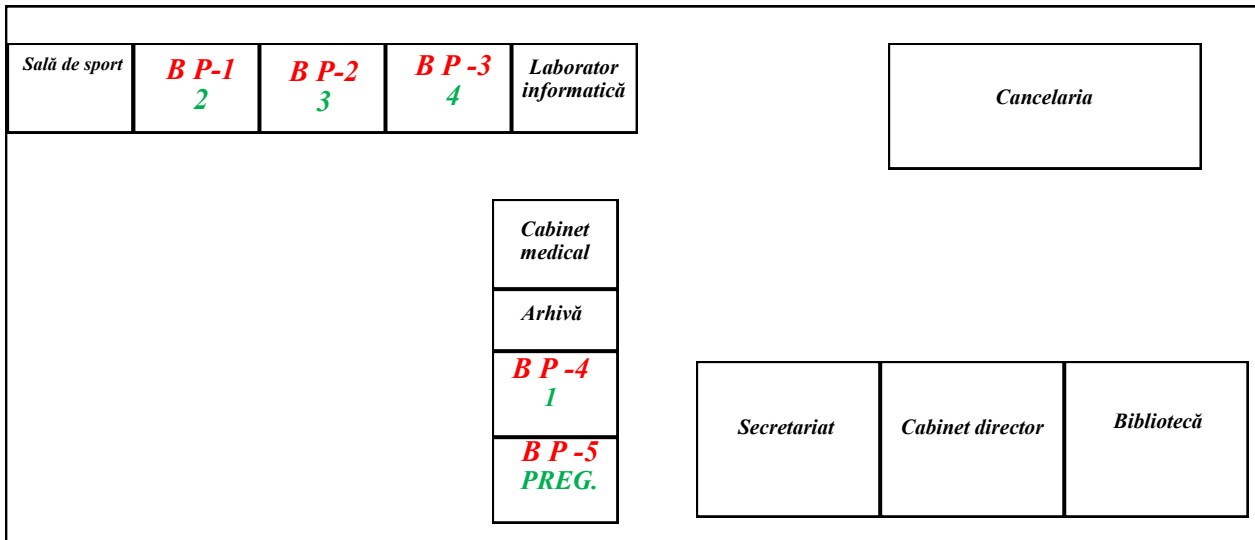 Sală de sport
B P-1
2
B P-2
3
B P -3
4
Laborator
informatică
Cancelaria
Cabinet
medical
Arhivă
B P -4
1
B P -5
PREG.
Secretariat
Cabinet director
Bibliotecă